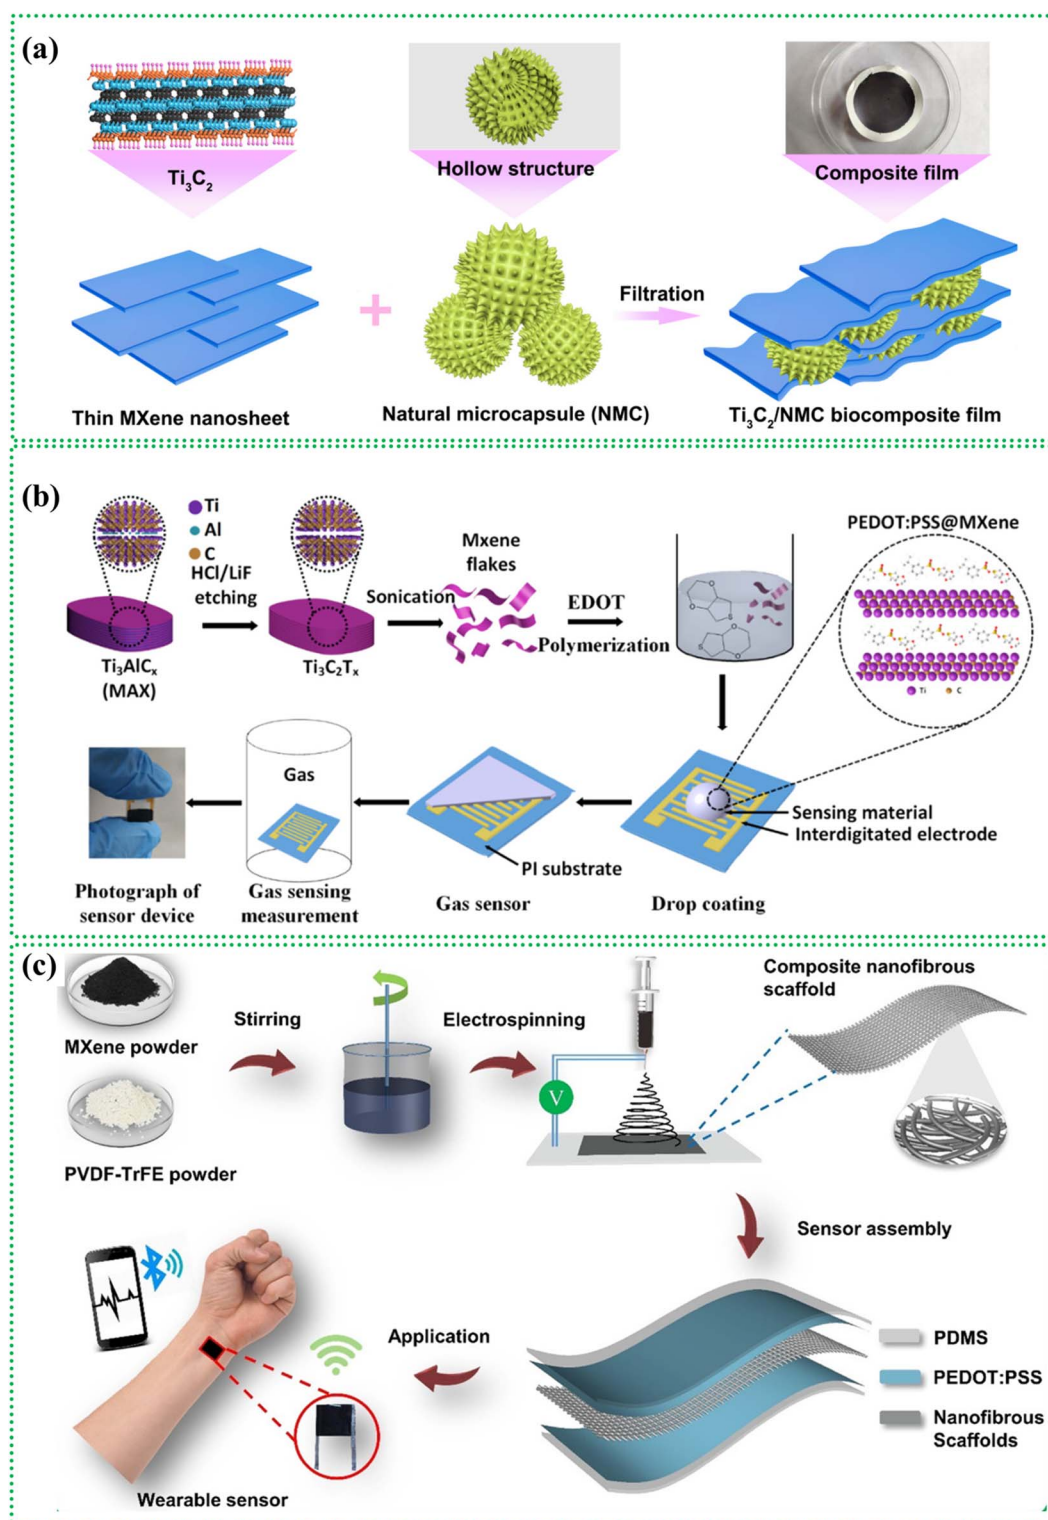 (a)
Ti₃C₂
Hollow structure
Composite film
Filtration
Thin MXene nanosheet
Natural microcapsule (NMC)
Ti₃C₂/NMC biocomposite film
(b)
Ti
Al
C
HCl/LiF
etching
Ti₃AlCₓ
(MAX)
Ti₃C₂Tₓ
Sonication
Mxene
flakes
EDOT
Polymerization
O
O
S
S
O
O
PEDOT:PSS@MXene
Ti
C
Sensing material
Interdigitated electrode
Drop coating
PI substrate
Gas sensor
Gas
Gas sensing
measurement
Photograph of
sensor device
(c)
MXene powder
PVDF-TrFE powder
Stirring
Electrospinning
V
Composite nanofibrous
scaffold
Sensor assembly
PDMS
PEDOT:PSS
Nanofibrous
Scaffolds
Application
Wearable sensor